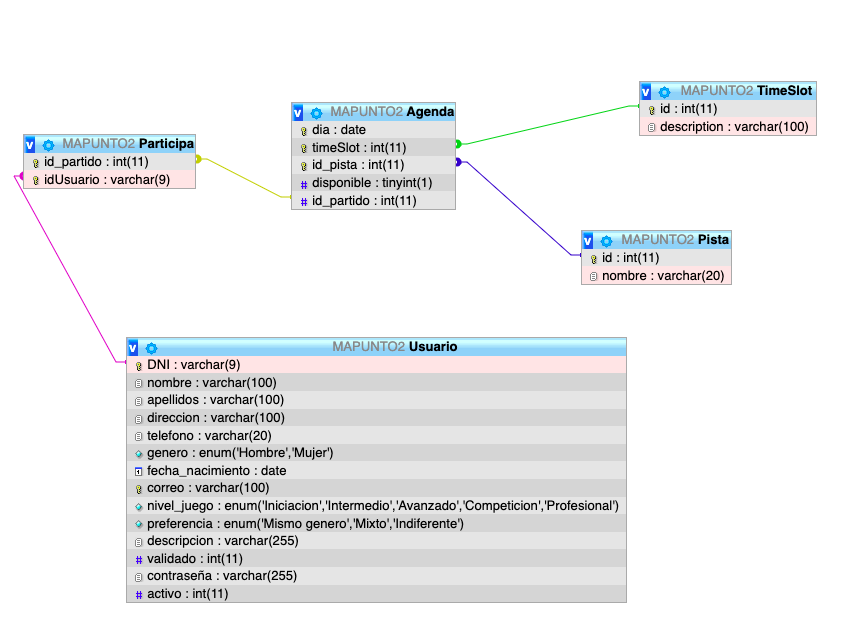 MAPUNTO2 TimeSlot
id : int(11)
description : varchar(100)
MAPUNTO2 Agenda
dia : date
timeSlot : int(11)
id_pista : int(11)
disponible : tinyint(1)
id_partido : int(11)
MAPUNTO2 Participa
id_partido : int(11)
idUsuario : varchar(9)
MAPUNTO2 Pista
id : int(11)
nombre : varchar(20)
MAPUNTO2 Usuario
DNI : varchar(9)
nombre : varchar(100)
apellidos : varchar(100)
direccion : varchar(100)
telefono : varchar(20)
genero : enum('Hombre','Mujer')
fecha_nacimiento : date
correo : varchar(100)
nivel_juego : enum('Iniciacion','Intermedio','Avanzado','Competicion','Profesional')
preferencia : enum('Mismo genero','Mixto','Indiferente')
descripcion : varchar(255)
validado : int(11)
contraseña : varchar(255)
activo : int(11)